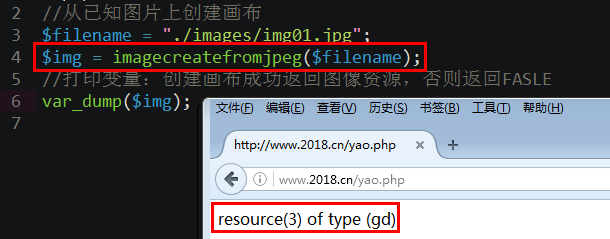 2 //从已知图片上创建画布
3 $filename = "./images/img01.jpg";
4 $img = imagecreatefromjpeg($filename);
5 //打印变量：创建画布成功返回图像资源，否则返回FASLE
6 var_dump($img);
7
文件(F) 编辑(E) 查看(V) 历史(S) 书签(B) 工具(T) 帮助(H)
http://www.2018.cn/yao.php × +
www.2018.cn/yao.php
resource(3) of type (gd)